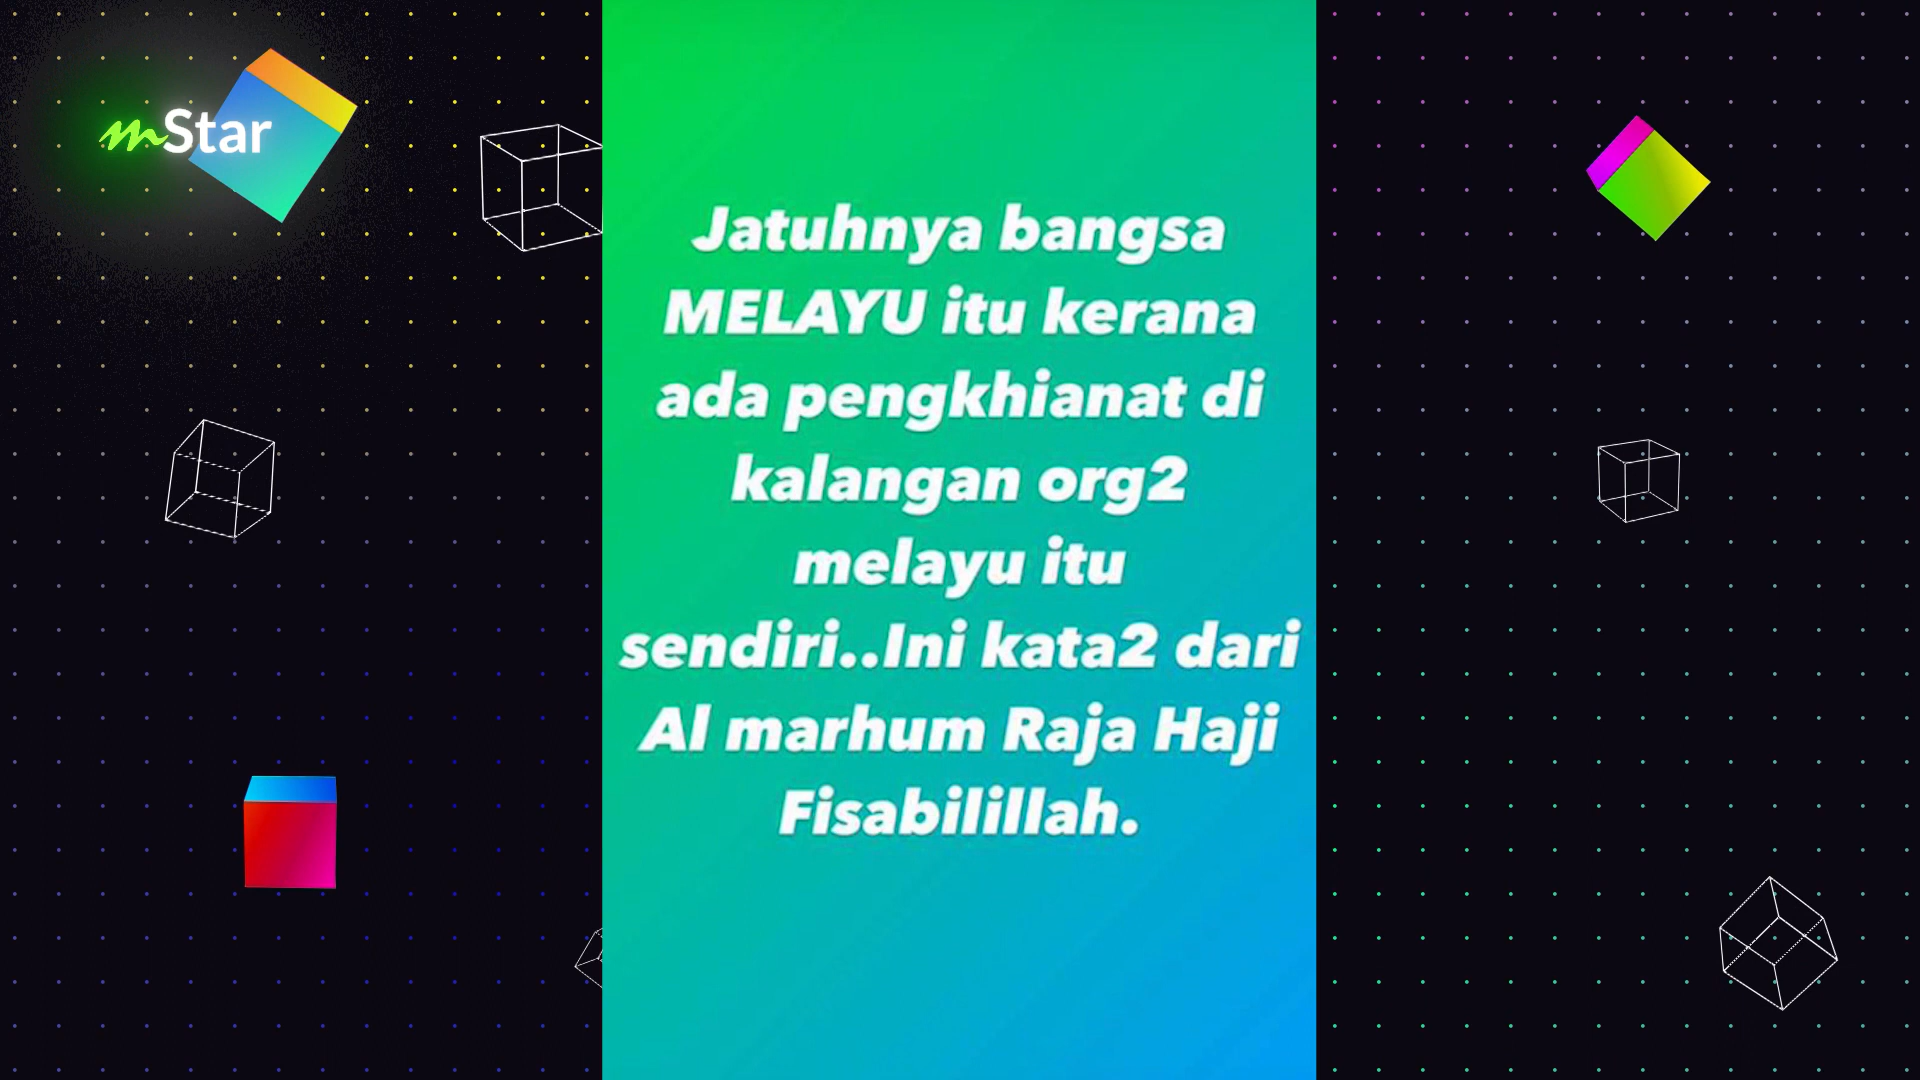 mStar
Jatuhnya bangsa
MELAYU itu kerana
ada pengkhianat di
kalangan org2
melayu itu
sendiri..Ini kata2 dari
Al marhum Raja Haji
Fisabilillah.